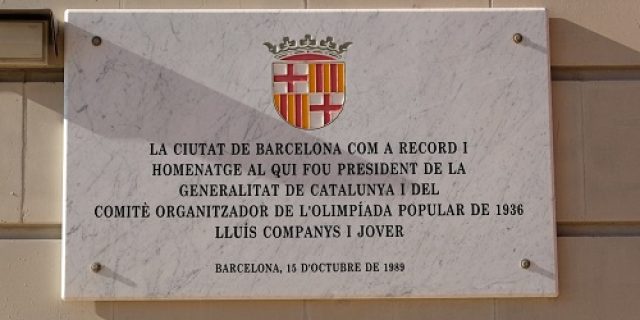 LA CIUTAT DE BARCELONA COM A RECORD I
HOMENATGE AL QUI FOU PRESIDENT DE LA
GENERALITAT DE CATALUNYA I DEL
COMITÈ ORGANITZADOR DE L'OLIMPÍADA POPULAR DE 1936
LLUÍS COMPANYS I JOVER
BARCELONA, 15 D'OCTUBRE DE 1989